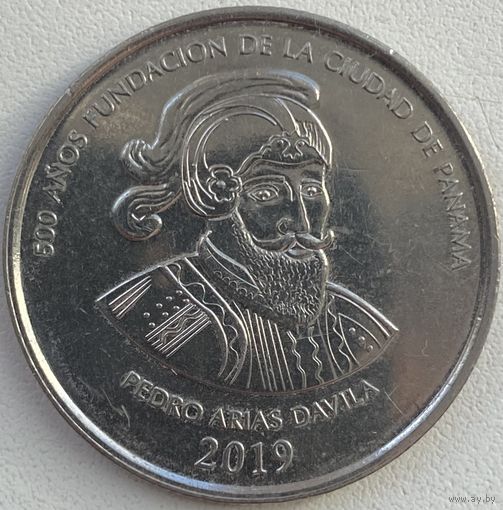 500 AÑOS FUNDACION DE LA CIUDAD DE PANAMA
PEDRO ARIAS DAVILA
2019
www.ay.by